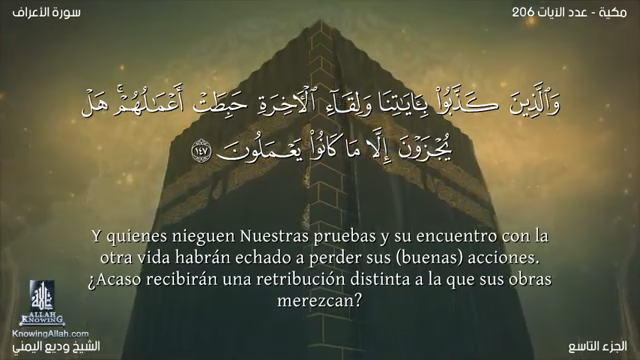 سورة الأعراف
مكية - عدد الآيات 206
وَالَّذِينَ كَذَّبُوا۟ بِـَٔايَـٰتِنَا وَلِقَآءِ ٱلْـَٔاخِرَةِ حَبِطَتْ أَعْمَـٰلُهُمْ ۚ هَلْ
يُجْزَوْنَ إِلَّا مَا كَانُوا۟ يَعْمَلُونَ ١٤٧
Y quienes nieguen Nuestras pruebas y su encuentro con la
otra vida habrán echado a perder sus (buenas) acciones.
¿Acaso recibirán una retribución distinta a la que sus obras
merezcan?
ALLAH
KNOWING
KnowingAllah.com
الشيخ وديع اليمني
الجزء التاسع